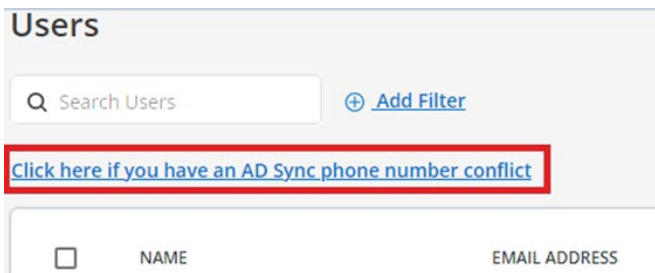 Users
Search Users
Add Filter
Click here if you have an AD Sync phone number conflict
NAME EMAIL ADDRESS